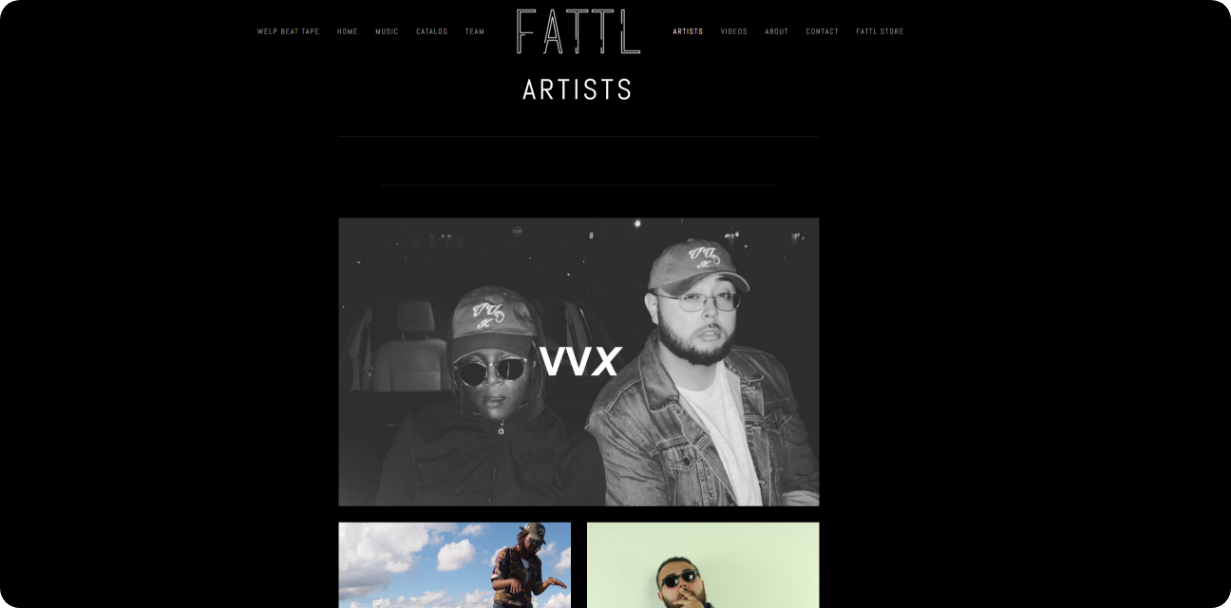 WELP BEAT TAPE HOME MUSIC CATALOG TEAM FATTL ARTISTS VIDEOS ABOUT CONTACT FATTL STORE
ARTISTS
VVX